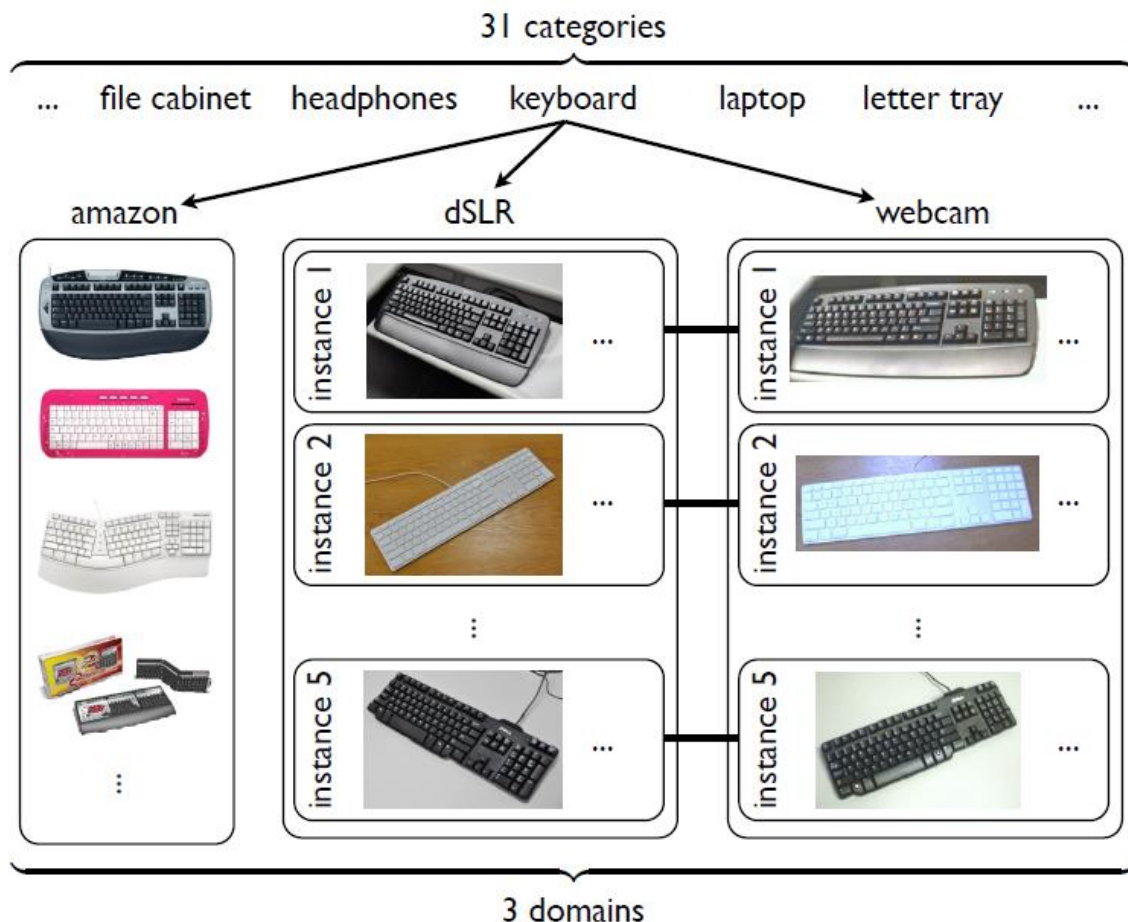 31 categories
... file cabinet headphones keyboard laptop letter tray ...
amazon dSLR webcam
instance 1 ... instance 1 ...
instance 2 ... instance 2 ...
...
instance 5 ... instance 5 ...
...
3 domains